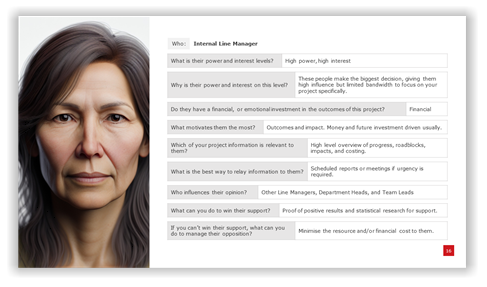 Who: Internal Line Manager
What is their power and interest levels? High power, high interest
Why is their power and interest on this level? These people make the biggest decision, giving them
high influence but limited bandwidth to focus on your
project specifically.
Do they have a financial, or emotional investment in the outcomes of this project? Financial
What motivates them the most? Outcomes and impact. Money and future investment driven usually.
Which of your project information is relevant to
them?
High level overview of progress, roadblocks,
impacts, and costing.
What is the best way to relay information to them?
Scheduled reports or meetings if urgency is
required.
Who influences their opinion? Other Line Managers, Department Heads, and Team Leads
What can you do to win their support? Proof of positive results and statistical research for support.
If you can't win their support, what can you
do to manage their opposition?
Minimise the resource and/or financial cost to them.